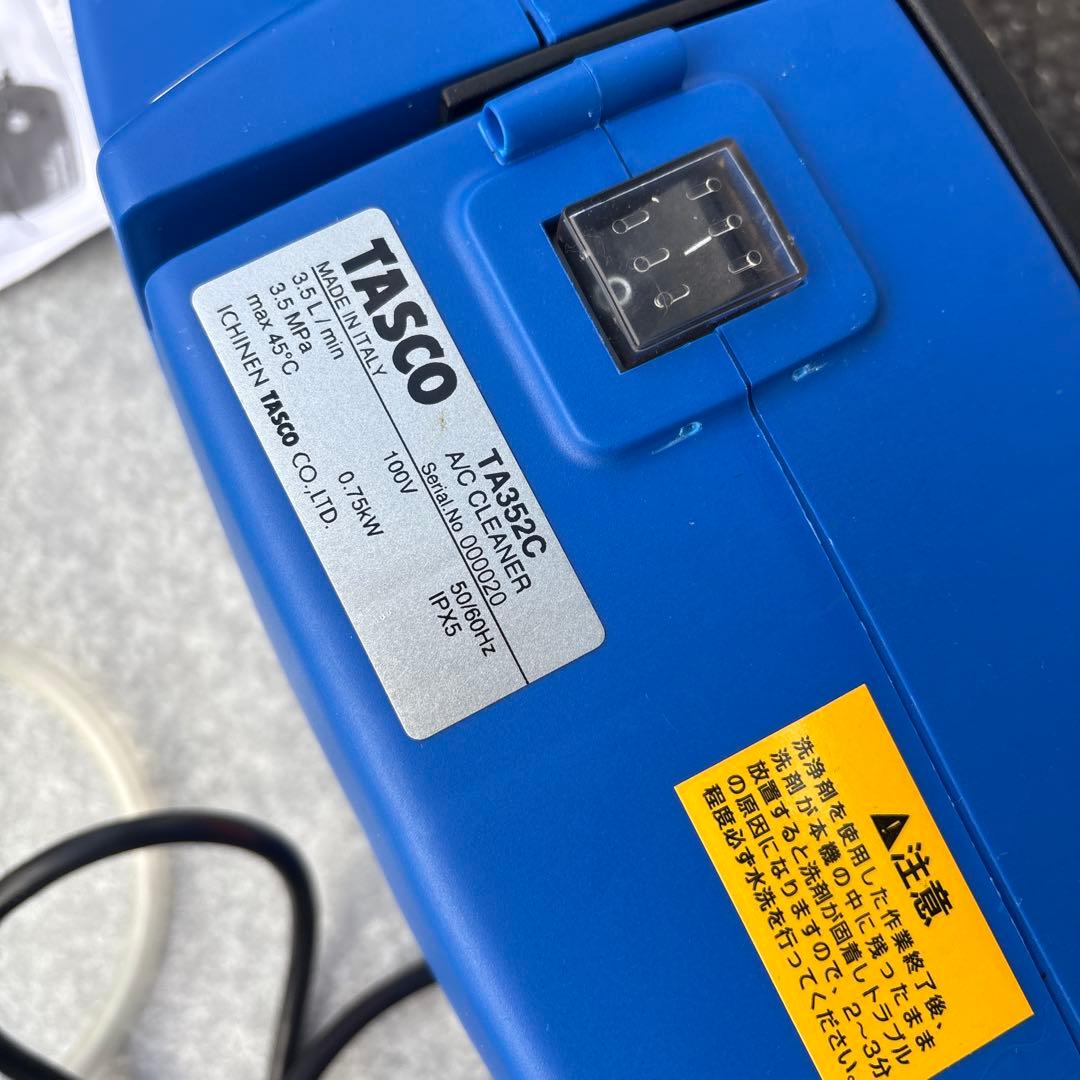 TASCO
TA352C
A/C CLEANER
MADE IN ITALY
Serial.No 000020
3.5 L / min
100V
50/60Hz
3.5 MPa
0.75kW
IPX5
max 45℃
ICHINEN TASCO CO.,LTD.
⚠注意
洗浄剤を使用した作業終了後、
洗剤が本機の中に残ったまま
放置すると洗剤が固着しトラブル
の原因になりますので、2〜3分
程度必ず水洗を行ってください。